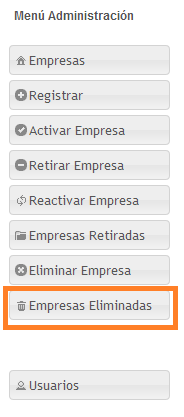 Menú Administración
Empresas
Registrar
Activar Empresa
Retirar Empresa
Reactivar Empresa
Empresas Retiradas
Eliminar Empresa
Empresas Eliminadas
Usuarios